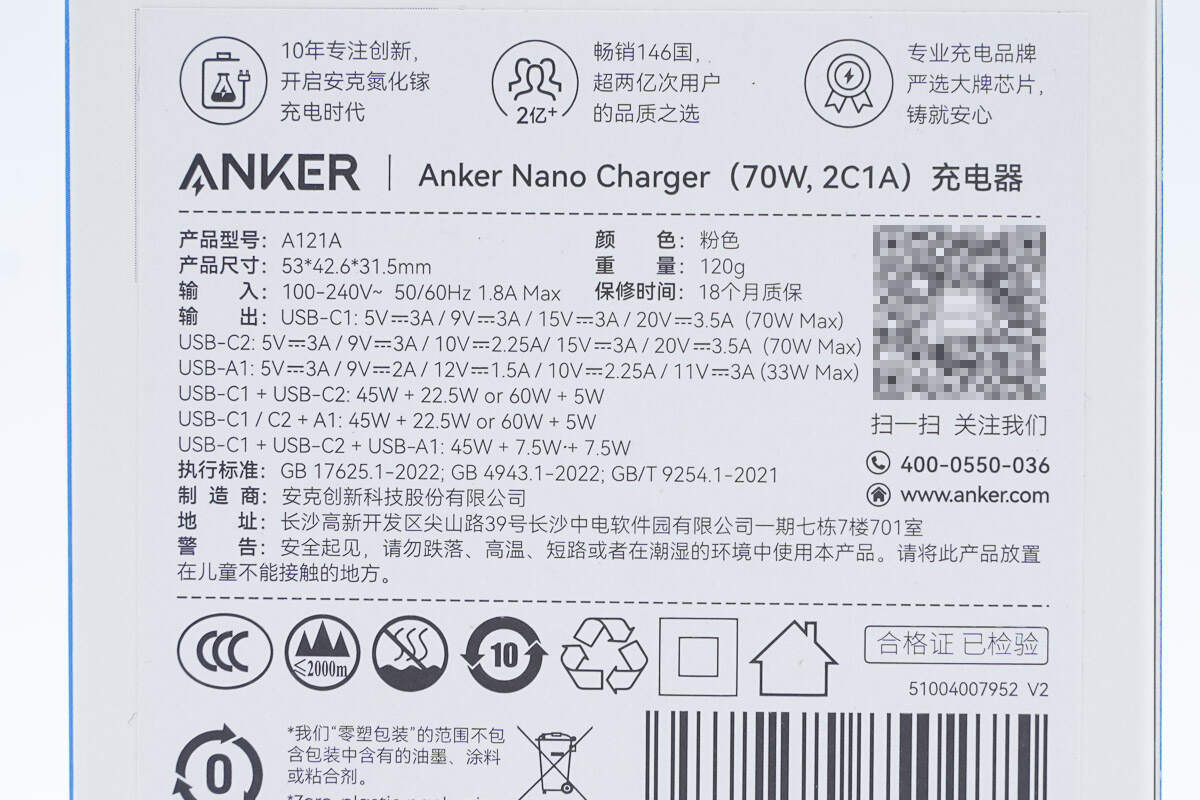 10年专注创新，
开启安克氮化镓
充电时代
2亿+
畅销146国，
超两亿次用户
的品质之选
专业充电品牌
严选大牌芯片，
铸就安心
ANKER | Anker Nano Charger（70W, 2C1A）充电器
产品型号： A121A 颜 色： 粉色
产品尺寸： 53*42.6*31.5mm 重 量： 120g
输 入： 100-240V~ 50/60Hz 1.8A Max 保修时间： 18个月质保
输 出： USB-C1: 5V⎓3A / 9V⎓3A / 15V⎓3A / 20V⎓3.5A (70W Max)
USB-C2: 5V⎓3A / 9V⎓3A / 10V⎓2.25A/ 15V⎓3A / 20V⎓3.5A (70W Max)
USB-A1: 5V⎓3A / 9V⎓2A / 12V⎓1.5A / 10V⎓2.25A / 11V⎓3A (33W Max)
USB-C1 + USB-C2: 45W + 22.5W or 60W + 5W
USB-C1 / C2 + A1: 45W + 22.5W or 60W + 5W
USB-C1 + USB-C2 + USB-A1: 45W + 7.5W + 7.5W
扫一扫 关注我们
400-0550-036
www.anker.com
执行标准： GB 17625.1-2022; GB 4943.1-2022; GB/T 9254.1-2021
制 造 商： 安克创新科技股份有限公司
地 址： 长沙高新开发区尖山路39号长沙中电软件园有限公司一期七栋7楼701室
警 告： 安全起见，请勿跌落、高温、短路或者在潮湿的环境中使用本产品。请将此产品放置
在儿童不能接触的地方。
CCC
≤2000m
10
合格证 已检验
51004007952 V2
0
*我们“零塑包装”的范围不包
含包装中含有的油墨、涂料
或粘合剂。